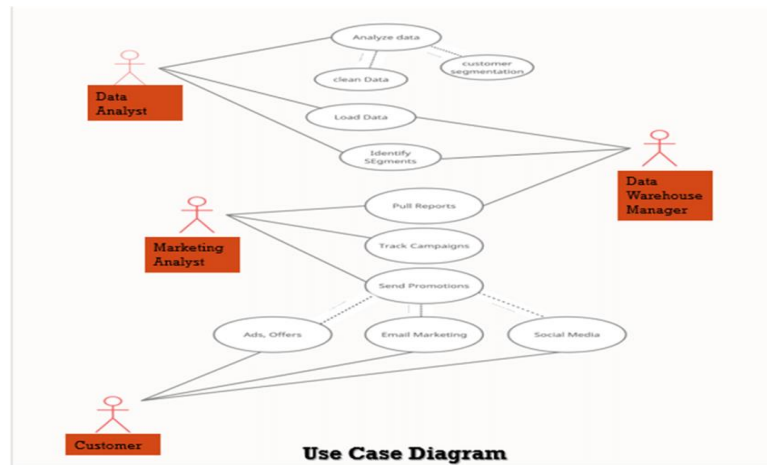 Analyze data
customer
segmentation
clean Data
Data
Analyst
Load Data
Identify
SEgments
Data
Warehouse
Manager
Pull Reports
Marketing
Analyst
Track Campaigns
Send Promotions
Ads, Offers
Email Marketing
Social Media
Customer
Use Case Diagram